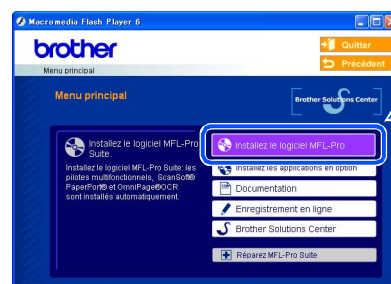 Macromedia Flash Player 6
brother
Quitter
Précédent
Menu principal
Menu principal
Brother Solutions Center
Installez le logiciel MFL-Pro
Suite
Installez le logiciel MFL-Pro Suite: les
pilotes multifonctionnels, ScanSoft®
PaperPort® et OmniPage®OCR
sont installés automatiquement.
Installez le logiciel MFL-Pro
Installez les applications en option
Documentation
Enregistrement en ligne
Brother Solutions Center
Réparez MFL-Pro Suite